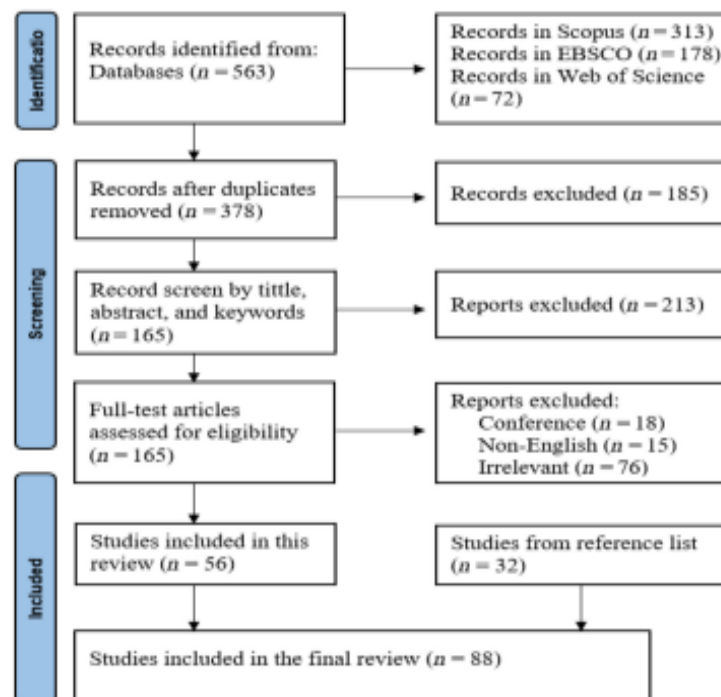 Identificatio
Records identified from:
Databases (n = 563)
Records in Scopus (n = 313)
Records in EBSCO (n = 178)
Records in Web of Science
(n = 72)
Screening
Records after duplicates
removed (n = 378)
Records excluded (n = 185)
Record screen by tittle,
abstract, and keywords
(n = 165)
Reports excluded (n = 213)
Full-test articles
assessed for eligibility
(n = 165)
Reports excluded:
Conference (n = 18)
Non-English (n = 15)
Irrelevant (n = 76)
Included
Studies included in this
review (n = 56)
Studies from reference list
(n = 32)
Studies included in the final review (n = 88)